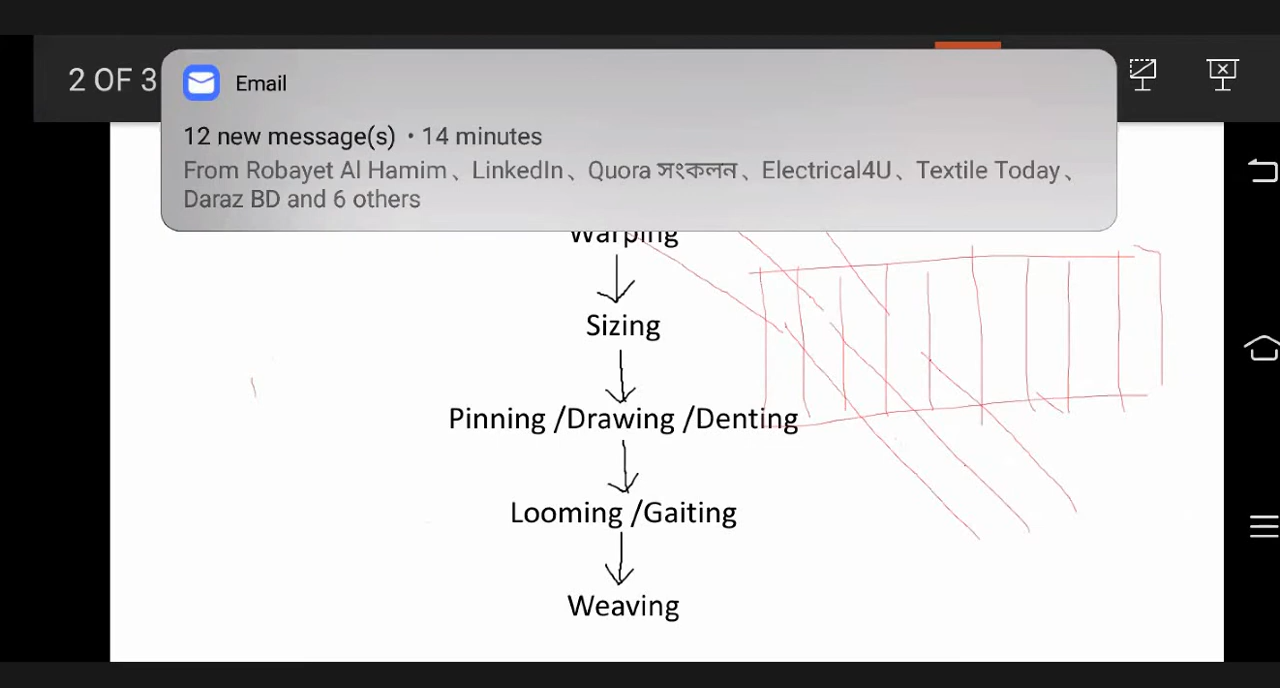 2 OF 3
Email
12 new message(s) • 14 minutes
From Robayet Al Hamim、LinkedIn、Quora সংকলন、Electrical4U、Textile Today、
Daraz BD and 6 others
Warping
Sizing
Pinning /Drawing /Denting
Looming /Gaiting
Weaving